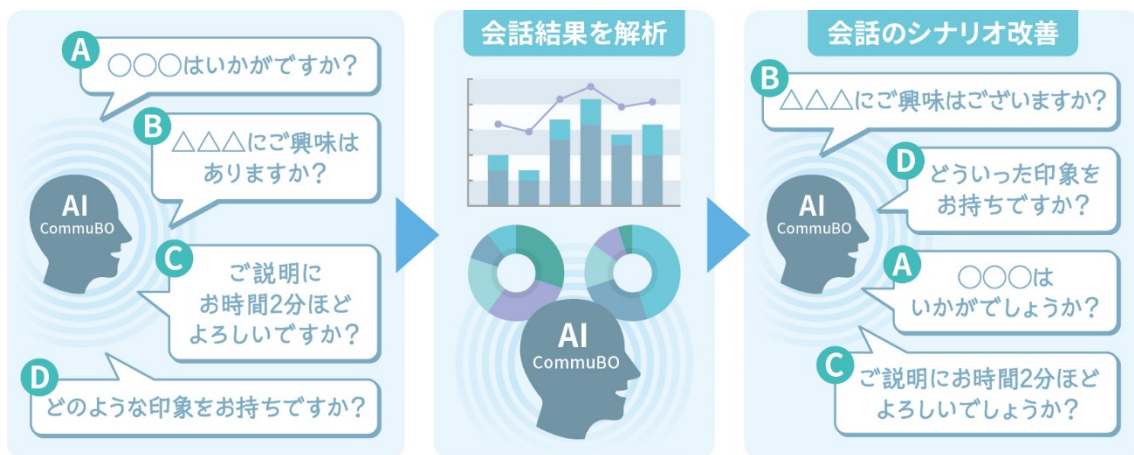 A
○○○はいかがですか?
B
△△△にご興味は
ありますか?
AI
CommuBO
C
ご説明に
お時間2分ほど
よろしいですか?
D
どのような印象をお持ちですか?
会話結果を解析
AI
CommuBO
会話のシナリオ改善
B
△△△にご興味はございますか?
D
どういった印象を
お持ちですか?
AI
CommuBO
A
○○○は
いかがでしょうか?
C
ご説明にお時間2分ほど
よろしいでしょうか?